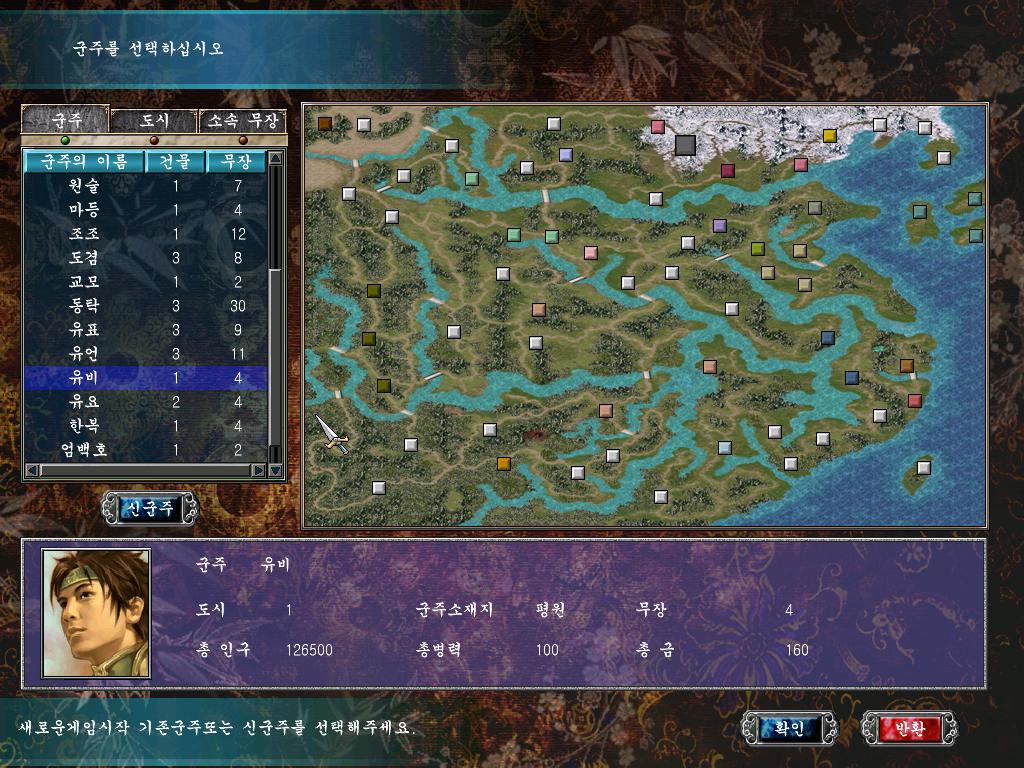 군주를 선택하십시오
군주 도시 소속 무장
군주의 이름 건물 무장
원술 1 7
마등 1 4
조조 1 12
도겸 3 8
교모 1 2
동탁 3 30
유표 3 9
유언 3 11
유비 1 4
유요 2 4
한복 1 4
엄백호 1 2
신군주
군주 유비
도시 1 군주소재지 평원 무장 4
총 인구 126500 총병력 100 총 금 160
새로운게임시작 기존군주또는 신군주를 선택해주세요.
확인 반환